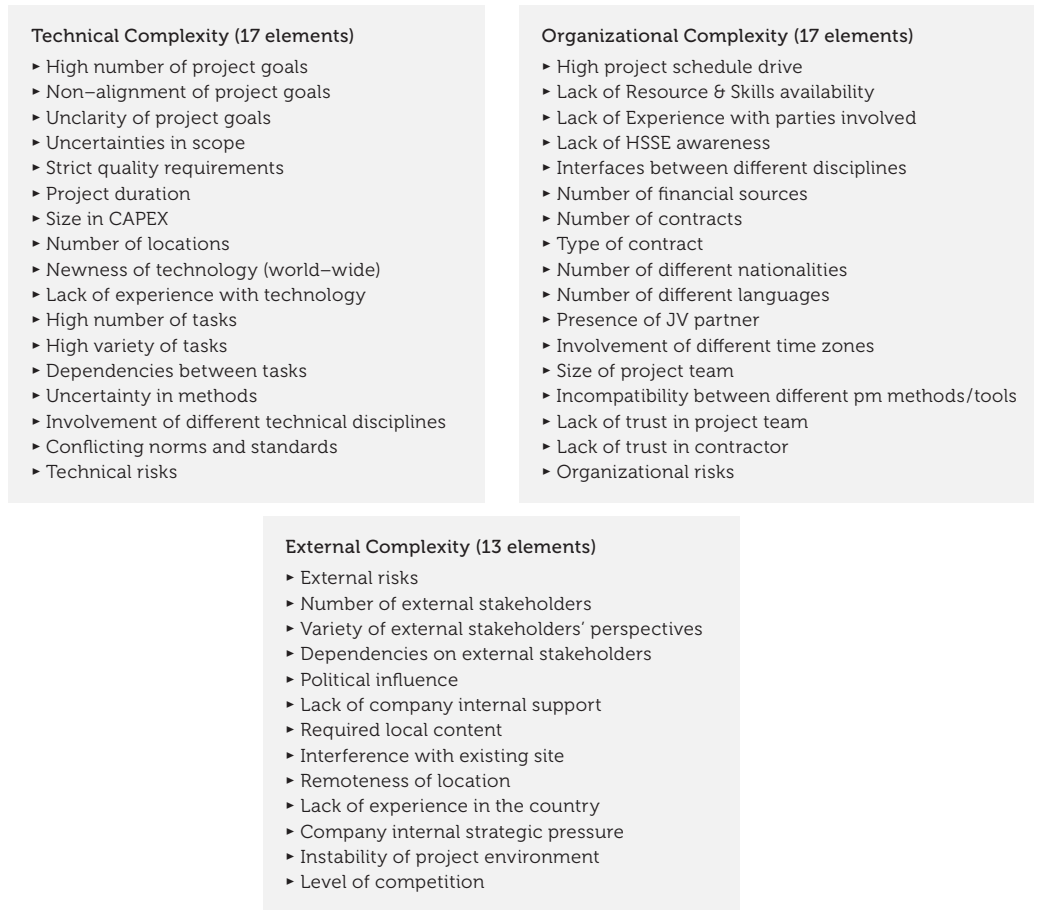 Technical Complexity (17 elements)
‣ High number of project goals
‣ Non–alignment of project goals
‣ Unclarity of project goals
‣ Uncertainties in scope
‣ Strict quality requirements
‣ Project duration
‣ Size in CAPEX
‣ Number of locations
‣ Newness of technology (world–wide)
‣ Lack of experience with technology
‣ High number of tasks
‣ High variety of tasks
‣ Dependencies between tasks
‣ Uncertainty in methods
‣ Involvement of different technical disciplines
‣ Conflicting norms and standards
‣ Technical risks
Organizational Complexity (17 elements)
‣ High project schedule drive
‣ Lack of Resource & Skills availability
‣ Lack of Experience with parties involved
‣ Lack of HSSE awareness
‣ Interfaces between different disciplines
‣ Number of financial sources
‣ Number of contracts
‣ Type of contract
‣ Number of different nationalities
‣ Number of different languages
‣ Presence of JV partner
‣ Involvement of different time zones
‣ Size of project team
‣ Incompatibility between different pm methods/tools
‣ Lack of trust in project team
‣ Lack of trust in contractor
‣ Organizational risks
External Complexity (13 elements)
‣ External risks
‣ Number of external stakeholders
‣ Variety of external stakeholders’ perspectives
‣ Dependencies on external stakeholders
‣ Political influence
‣ Lack of company internal support
‣ Required local content
‣ Interference with existing site
‣ Remoteness of location
‣ Lack of experience in the country
‣ Company internal strategic pressure
‣ Instability of project environment
‣ Level of competition